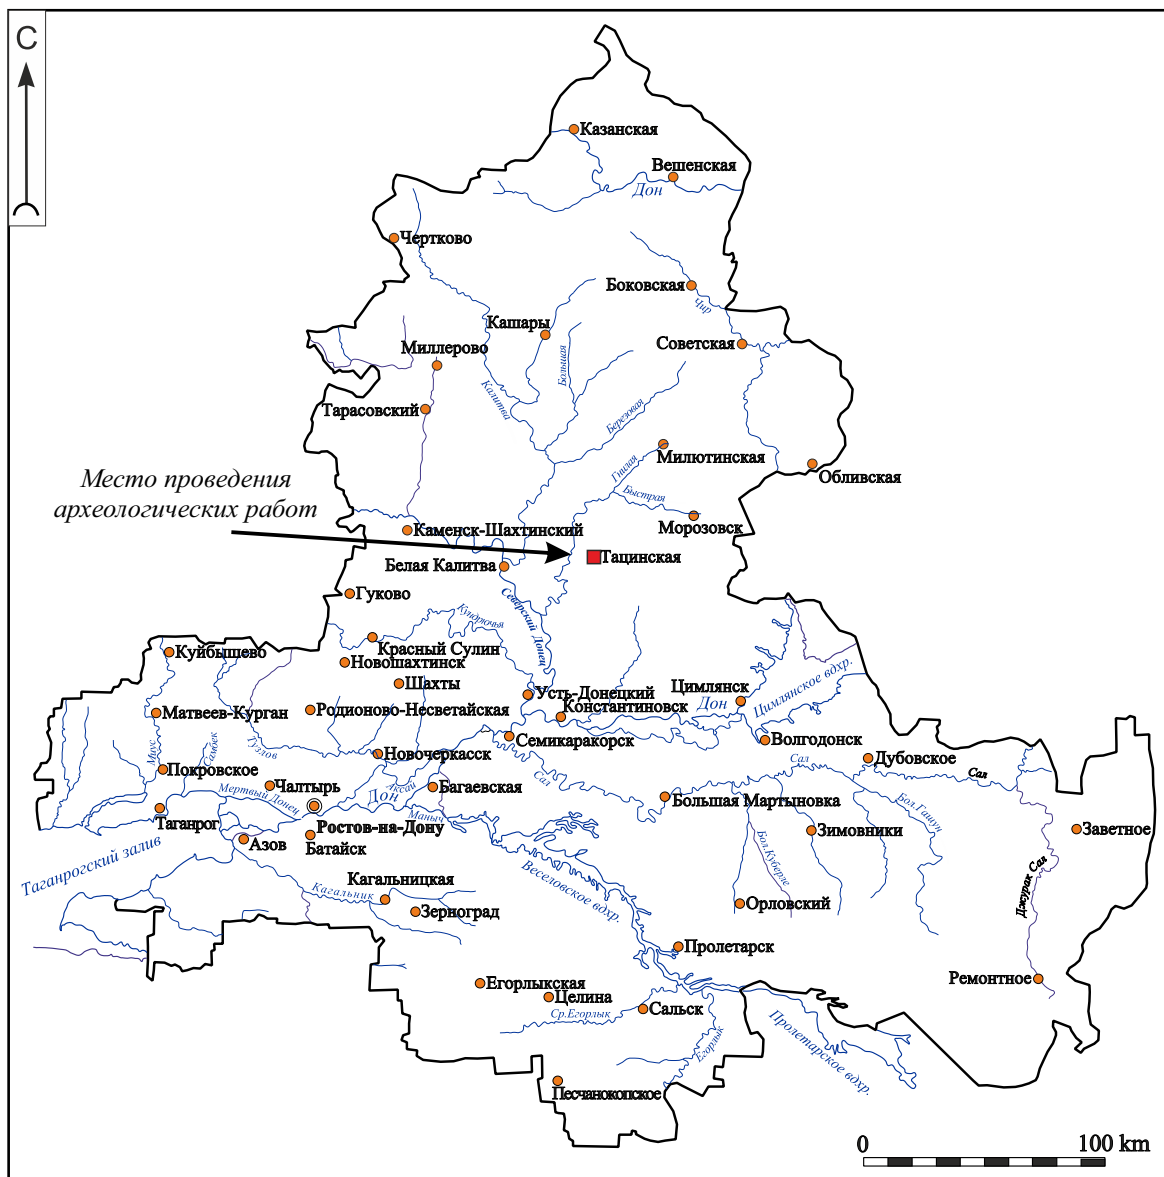 С
Казанская
Вешенская
Дон
Чертково
Боковская
Чир
Кашары
Советская
Миллерово
Большая
Калитва
Тарасовский
Березовая
Милютинская
Гнилая
Обливская
Место проведения
археологических работ
Быстрая
Морозовск
Каменск-Шахтинский
Тацинская
Белая Калитва
Гуково
Северский Донец
Кундрючья
Красный Сулин
Куйбышево
Новошахтинск
Шахты
Усть-Донецкий
Цимлянск
Цимлянское вдхр.
Константиновск
Дон
Матвеев-Курган
Родионово-Несветайская
Миус
Самбек
Тузлов
Семикаракорск
Волгодонск
Новочеркасск
Дубовское
Сал
Сал
Сал
Покровское
Чалтырь
Мертвый Донец
Аксай
Дон
Багаевская
Большая Мартыновка
Бол.Гашун
Таганрог
Маныч
Ростов-на-Дону
Зимовники
Заветное
Азов
Батайск
Таганрогский залив
Бол.Куберле
Веселовское вдхр.
Кагальницкая
Кагальник
Зерноград
Орловский
Джурак Сал
Пролетарск
Егорлыкская
Ремонтное
Целина
Ср.Егорлык
Сальск
Егорлык
Пролетарское вдхр.
Песчанокопское
0
100 km